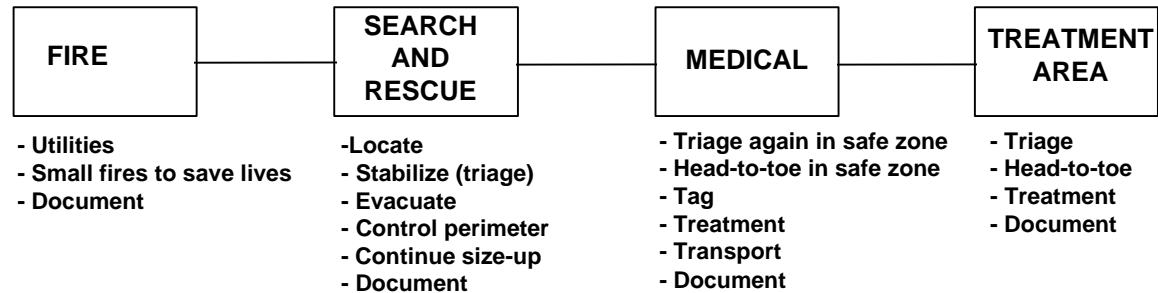 FIRE
- Utilities
- Small fires to save lives
- Document
SEARCH
AND
RESCUE
-Locate
- Stabilize (triage)
- Evacuate
- Control perimeter
- Continue size-up
- Document
MEDICAL
- Triage again in safe zone
- Head-to-toe in safe zone
- Tag
- Treatment
- Transport
- Document
TREATMENT
AREA
- Triage
- Head-to-toe
- Treatment
- Document